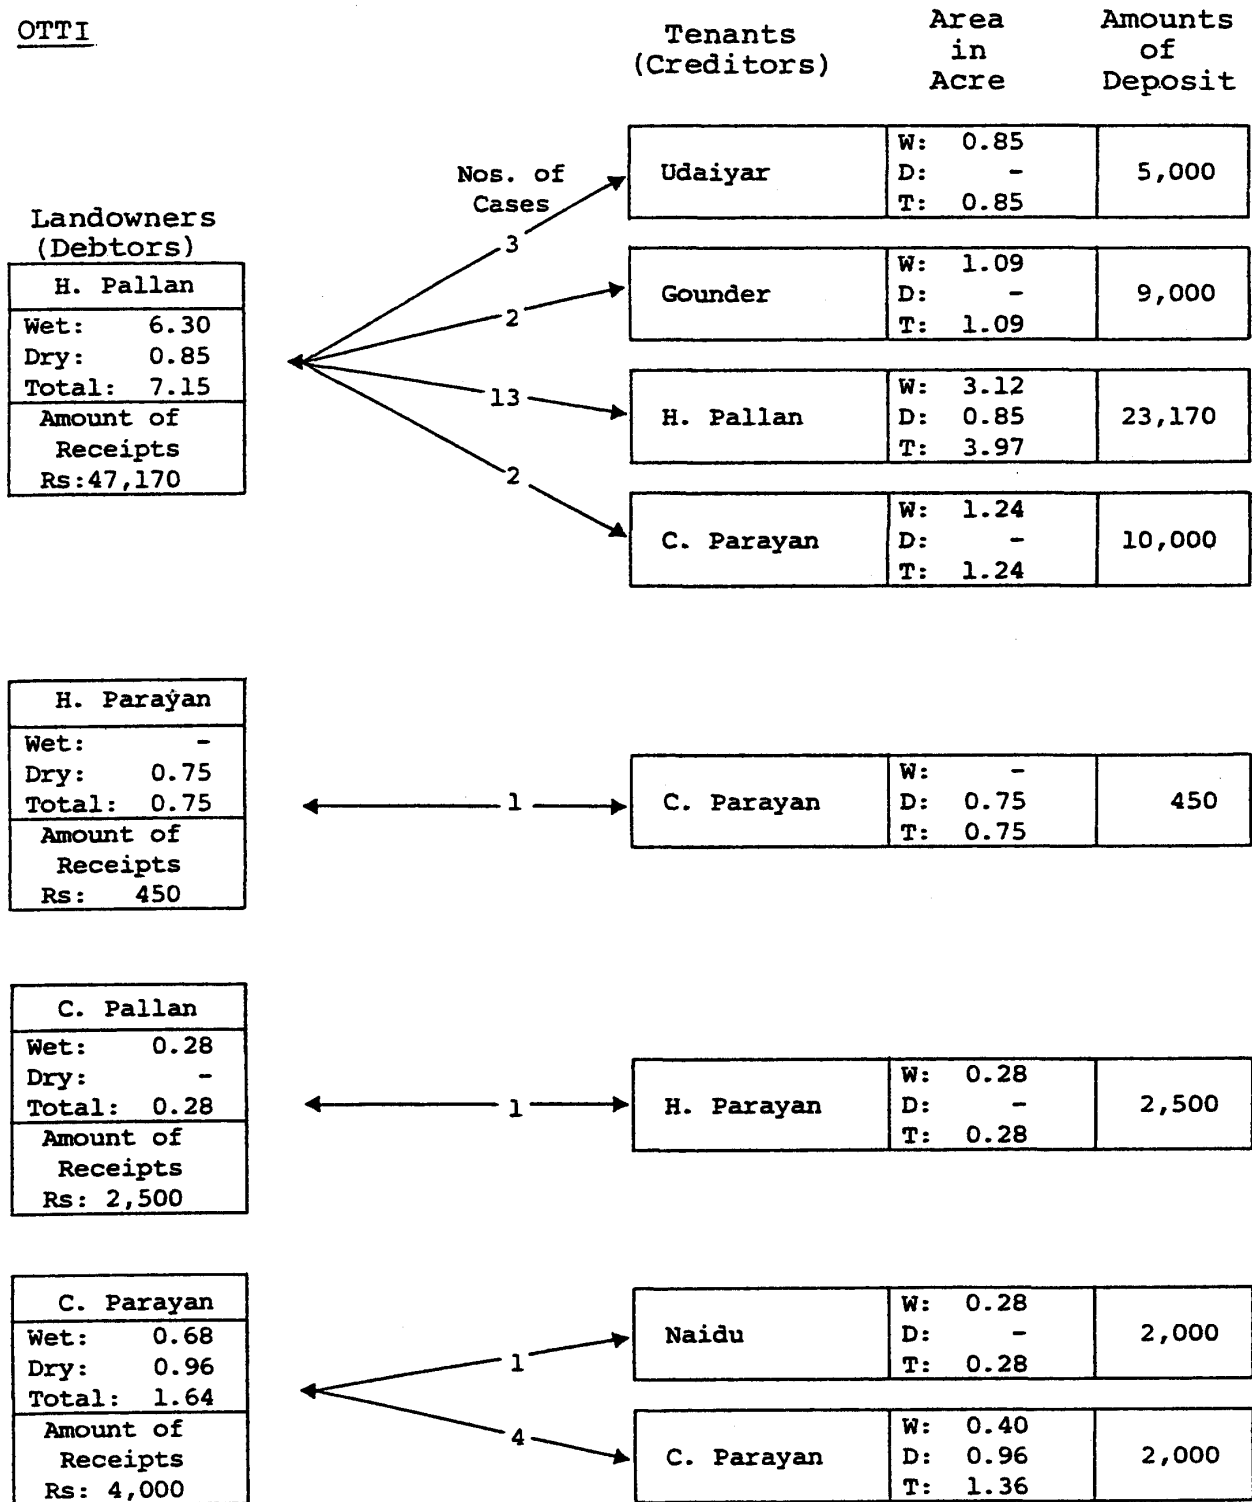 OTTI
Tenants
(Creditors)
Area
in
Acre
Amounts
of
Deposit
Nos. of
Cases
Landowners
(Debtors)
H. Pallan
Wet: 6.30
Dry: 0.85
Total: 7.15
Amount of
Receipts
Rs:47,170
3
Udaiyar
W: 0.85
D: -
T: 0.85
5,000
2
Gounder
W: 1.09
D: -
T: 1.09
9,000
13
H. Pallan
W: 3.12
D: 0.85
T: 3.97
23,170
2
C. Parayan
W: 1.24
D: -
T: 1.24
10,000
H. Parayan
Wet: -
Dry: 0.75
Total: 0.75
Amount of
Receipts
Rs: 450
1
C. Parayan
W: -
D: 0.75
T: 0.75
450
C. Pallan
Wet: 0.28
Dry: -
Total: 0.28
Amount of
Receipts
Rs: 2,500
1
H. Parayan
W: 0.28
D: -
T: 0.28
2,500
C. Parayan
Wet: 0.68
Dry: 0.96
Total: 1.64
Amount of
Receipts
Rs: 4,000
1
Naidu
W: 0.28
D: -
T: 0.28
2,000
4
C. Parayan
W: 0.40
D: 0.96
T: 1.36
2,000